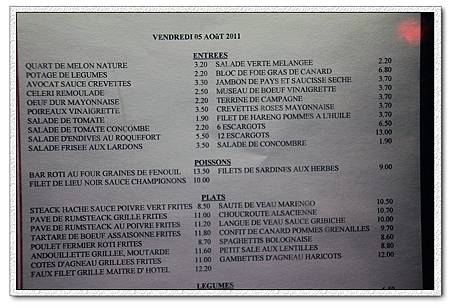 VENDREDI 05 AOûT 2011
ENTREES
QUART DE MELON NATURE 3.20 SALADE VERTE MELANGEE 2.20
POTAGE DE LEGUMES 2.20 BLOC DE FOIE GRAS DE CANARD 6.80
AVOCAT SAUCE CREVETTES 3.20 JAMBON DE PAYS ET SAUCISSE SECHE 3.70
CELERI REMOULADE 2.50 MUSEAU DE BOEUF VINAIGRETTE
OEUF DUR MAYONNAISE 2.20 TERRINE DE CAMPAGNE 2.20
POIREAUX VINAIGRETTE 3.50 CREVETTES ROSES MAYONNAISE 3.70
SALADE DE TOMATE 1.90 FILET DE HARENG POMMES A L'HUILE 3.10
SALADE DE TOMATE CONCOMBE 2.20 6 ESCARGOTS 6.50
SALADE D'ENDIVES AU ROQUEFORT 5.50 12 ESCARGOTS 13.00
SALADE FRISEE AUX LARDONS 3.50 SALADE DE CONCOMBRE 1.90
POISSONS
BAR ROTI AU FOUR GRAINES DE FENOUIL 13.50 FILETS DE SARDINES AUX HERBES 9.00
FILET DE LIEU NOIR SAUCE CHAMPIGNONS 10.00
PLATS
STEACK HACHE SAUCE POIVRE VERT FRITES 8.50 SAUTE DE VEAU MARENGO 10.50
PAVE DE RUMSTEACK GRILLE FRITES 11.00 CHOUCROUTE ALSACIENNE 10.70
PAVE DE RUMSTEACK AU POIVRE FRITES 11.20 LANGUE DE VEAU SAUCE GRIBICHE 10.00
TARTARE DE BOEUF ASSAISONNE FRITES 11.80 CONFIT DE CANARD POMMES GRENAILLES 9.70
POULET FERMIER ROTI FRITES 8.70 SPAGHETTIS BOLOGNAISE 8.60
ANDOUILLETTE GRILLEE, MOUTARDE 11.60 PETIT SALE AUX LENTILLES 8.80
COTES D'AGNEAU GRILLEES FRITES 11.00 GAMBETTES D'AGNEAU HARICOTS 12.00
FAUX FILET GRILLE MAITRE D' HOTEL 12.20
LEGUMES